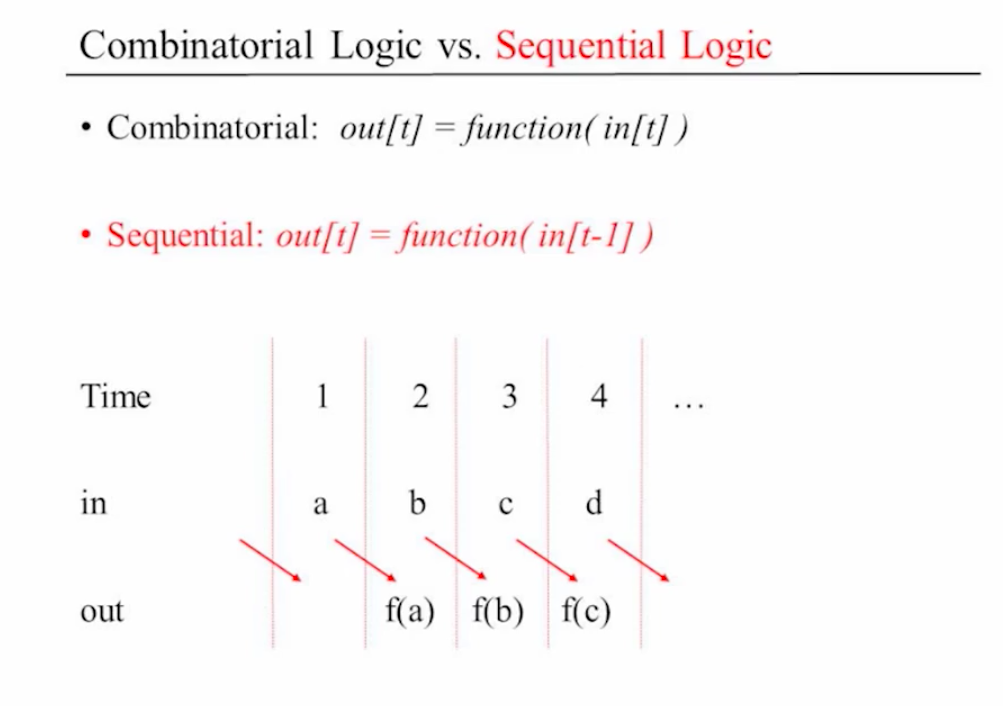 Combinatorial Logic vs. Sequential Logic
• Combinatorial: out[t] = function( in[t] )
• Sequential: out[t] = function( in[t-1] )
Time 1 2 3 4 ...
in a b c d
out f(a) f(b) f(c)